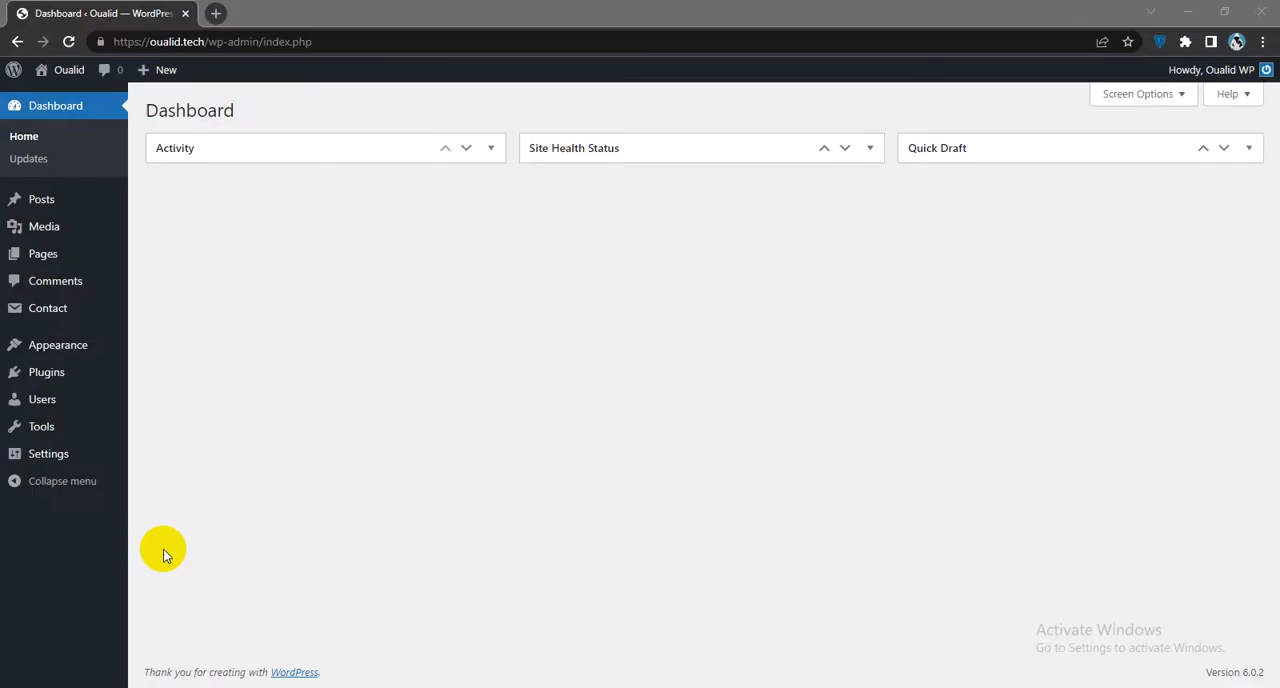 Dashboard ‹ Oualid — WordPres
https://oualid.tech/wp-admin/index.php
Oualid 0 New Howdy, Oualid WP
Dashboard
Home
Updates
Posts
Media
Pages
Comments
Contact
Appearance
Plugins
Users
Tools
Settings
Collapse menu
Screen Options Help
Dashboard
Activity
Site Health Status
Quick Draft
Activate Windows
Go to Settings to activate Windows.
Thank you for creating with WordPress.
Version 6.0.2